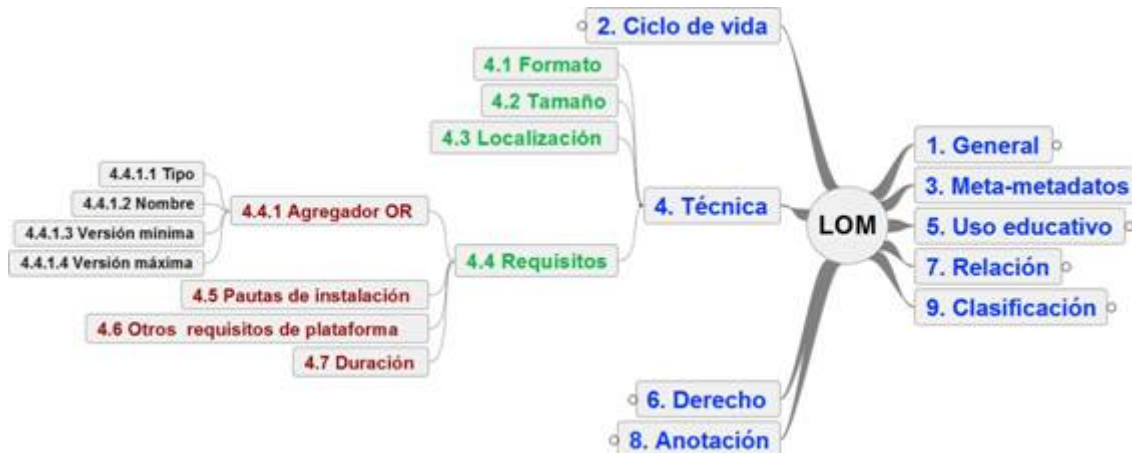 2. Ciclo de vida
4.1 Formato
4.2 Tamaño
4.3 Localización
4. Técnica
4.4 Requisitos
4.4.1 Agregador OR
4.4.1.1 Tipo
4.4.1.2 Nombre
4.4.1.3 Versión mínima
4.4.1.4 Versión máxima
4.5 Pautas de instalación
4.6 Otros requisitos de plataforma
4.7 Duración
6. Derecho
8. Anotación
LOM
1. General
3. Meta-metadatos
5. Uso educativo
7. Relación
9. Clasificación